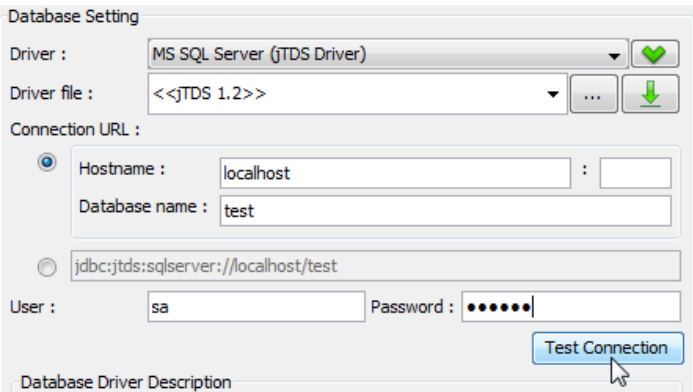 Database Setting
Driver : MS SQL Server (jTDS Driver)
Driver file : <<jTDS 1.2>> ...
Connection URL :
Hostname : localhost :
Database name : test
jdbc:jtds:sqlserver://localhost/test
User : sa Password : ●●●●●●
Test Connection
Database Driver Description